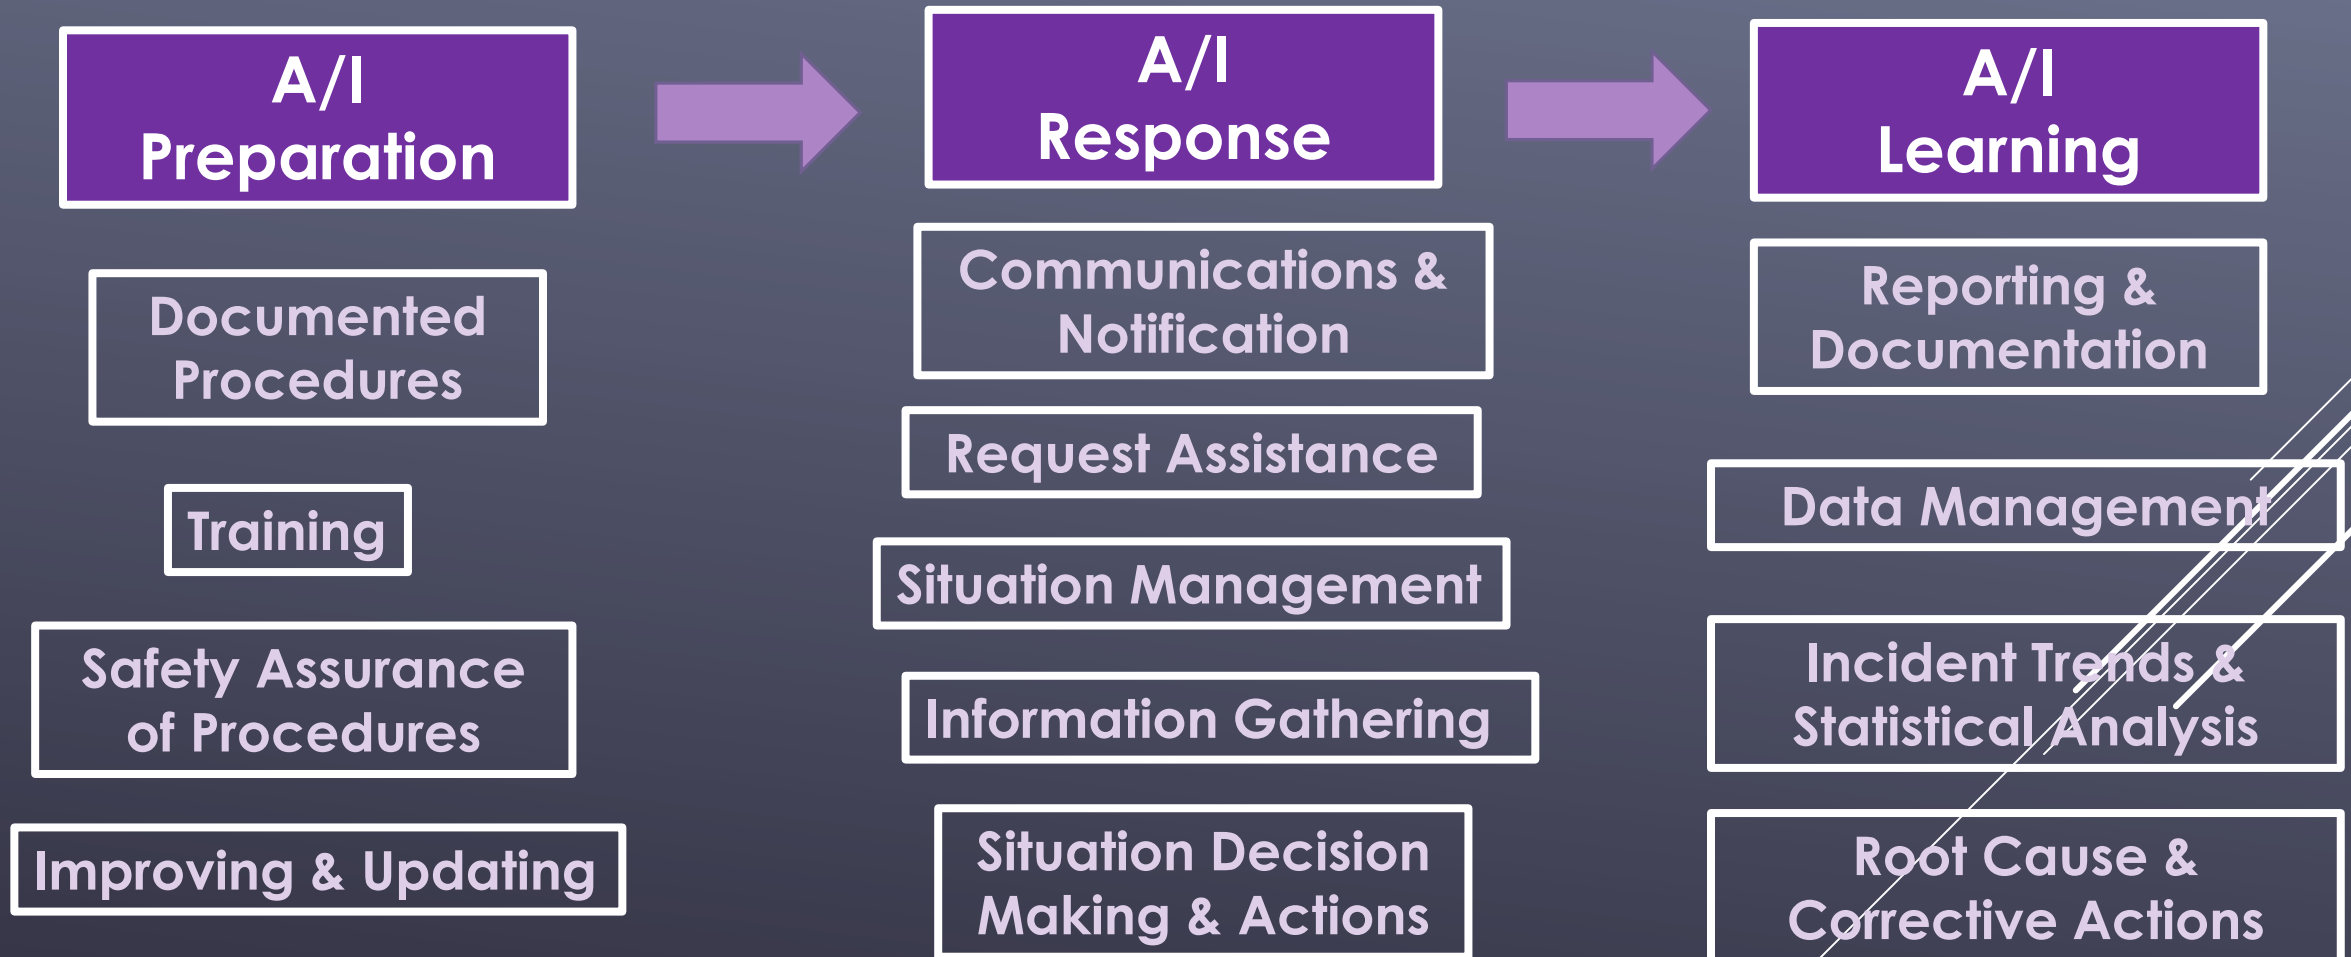 A/I
Preparation
A/I
Response
A/I
Learning
Documented
Procedures
Training
Safety Assurance
of Procedures
Improving & Updating
Communications &
Notification
Request Assistance
Situation Management
Information Gathering
Situation Decision
Making & Actions
Reporting &
Documentation
Data Management
Incident Trends &
Statistical Analysis
Root Cause &
Corrective Actions